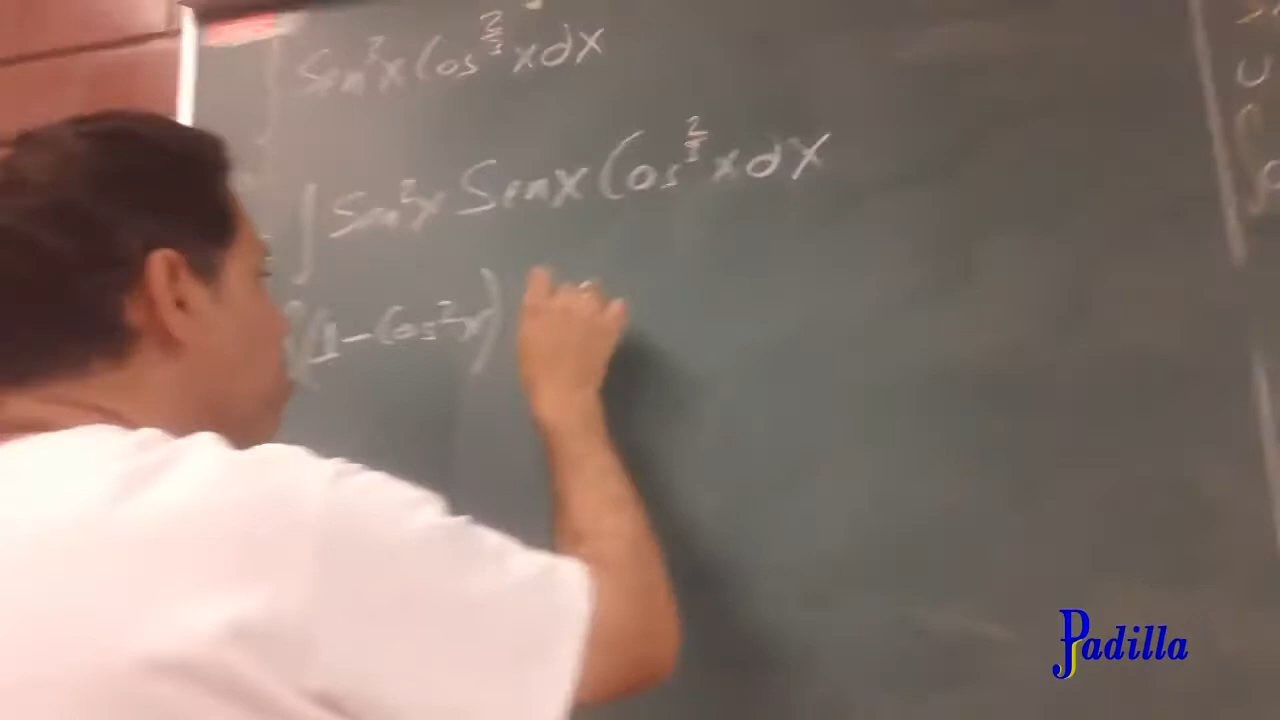 ∫ Sen³x Cos^(2/3) x dx
∫ Sen²x Senx Cos^(2/3) x dx
∫(1 - Cos²x)
Padilla